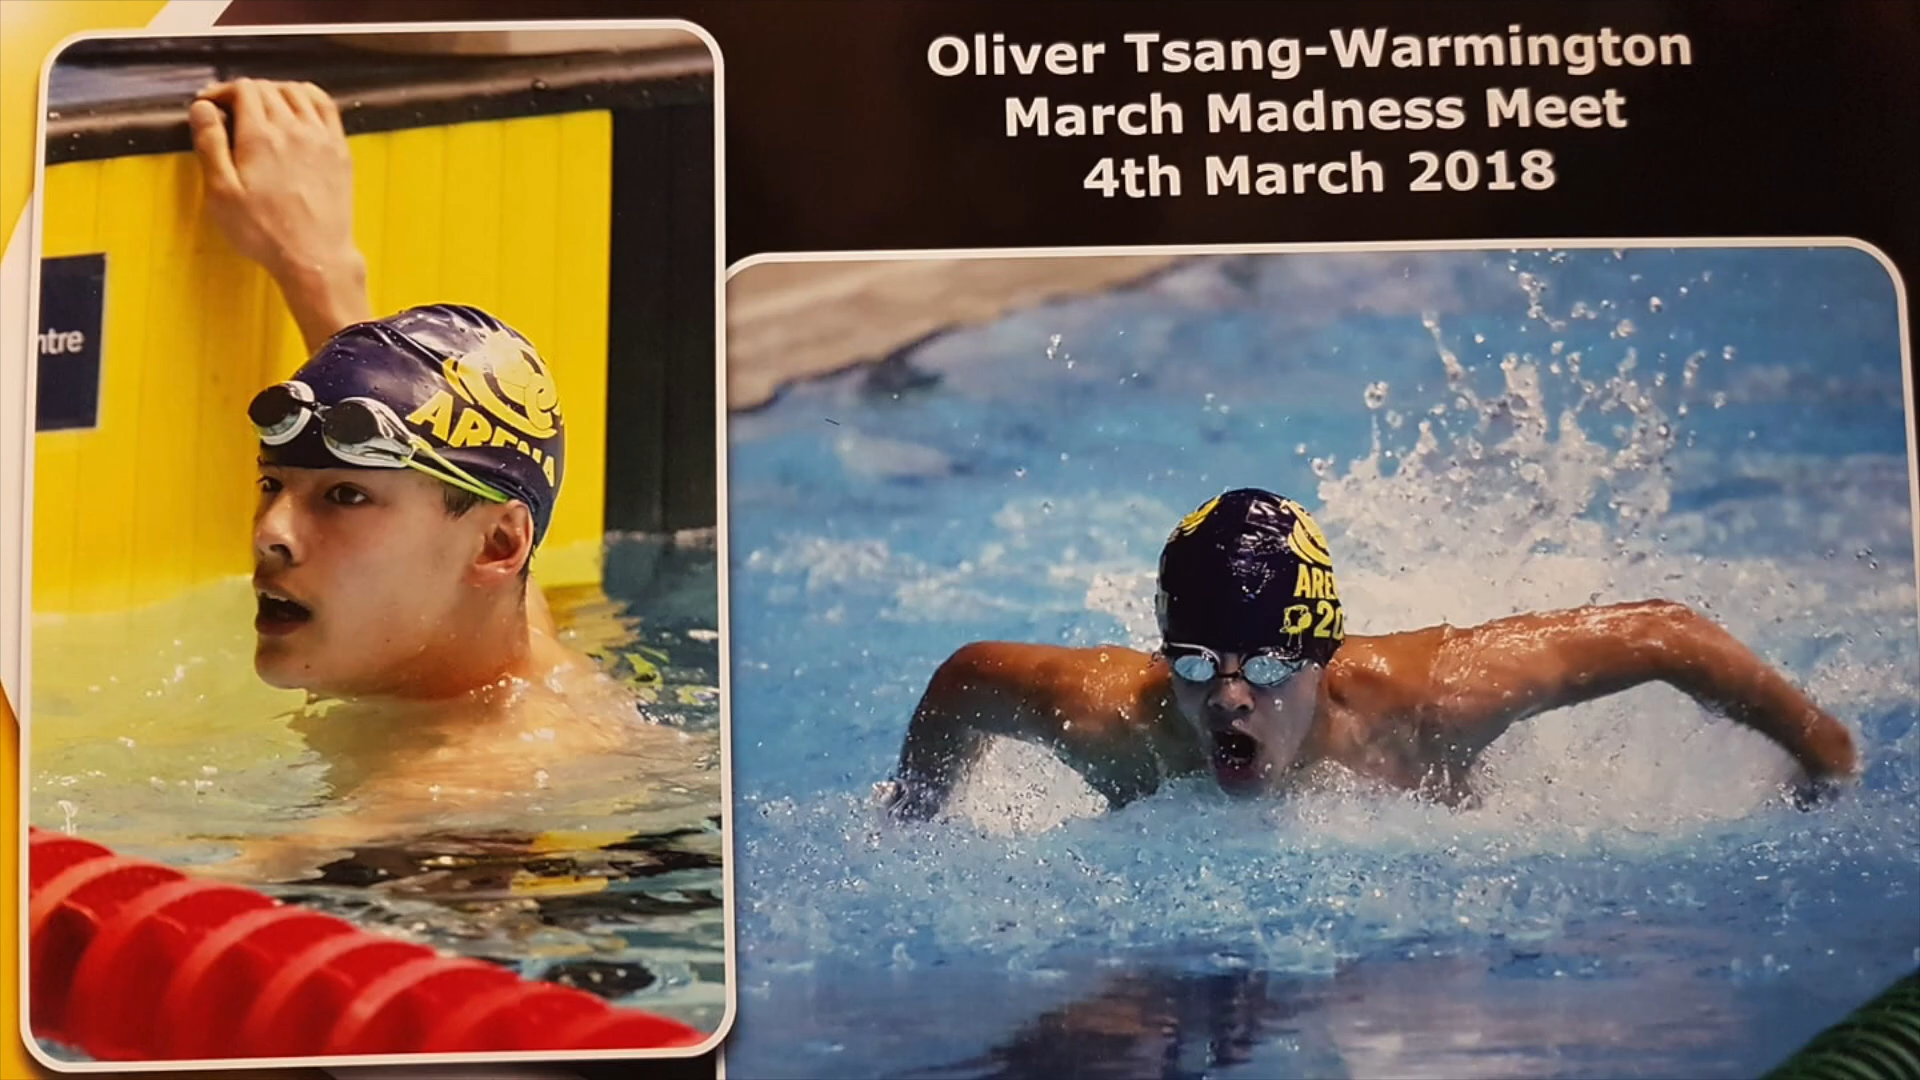 Oliver Tsang-Warmington
March Madness Meet
4th March 2018
ntre
ARENA
ARE
20